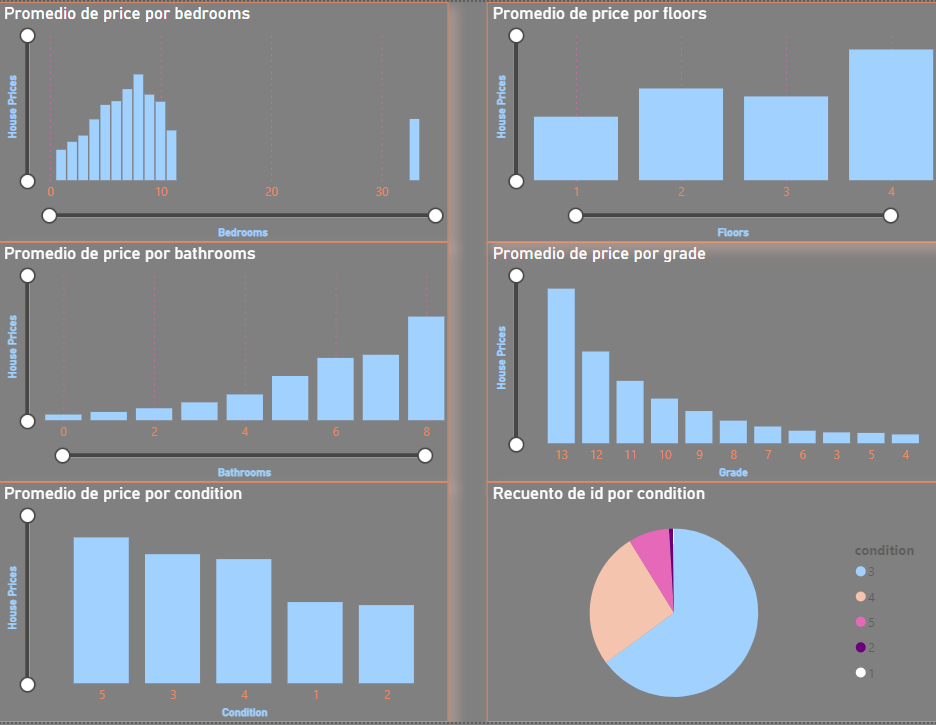 Promedio de price por bedrooms
House Prices
0 10 20 30
Bedrooms
Promedio de price por floors
House Prices
1 2 3 4
Floors
Promedio de price por bathrooms
House Prices
0 2 4 6 8
Bathrooms
Promedio de price por grade
House Prices
13 12 11 10 9 8 7 6 3 5 4
Grade
Promedio de price por condition
House Prices
5 3 4 1 2
Condition
Recuento de id por condition
condition
3
4
5
2
1